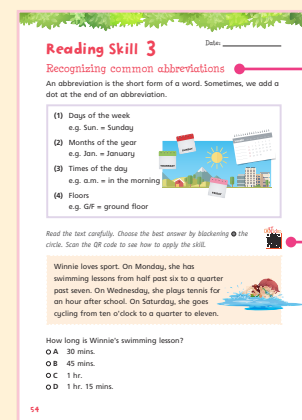 Reading Skill 3
Date:
Recognizing common abbreviations
An abbreviation is the short form of a word. Sometimes, we add a
dot at the end of an abbreviation.
(1) Days of the week
e.g. Sun. = Sunday
(2) Months of the year
e.g. Jan. = January
(3) Times of the day
e.g. a.m. = in the morning
(4) Floors
e.g. G/F = ground floor
Read the text carefully. Choose the best answer by blackening the
circle. Scan the QR code to see how to apply the skill.
Winnie loves sport. On Monday, she has
swimming lessons from half past six to a quarter
past seven. On Wednesday, she plays tennis for
an hour after school. On Saturday, she goes
cycling from ten o'clock to a quarter to eleven.
How long is Winnie's swimming lesson?
A 30 mins.
B 45 mins.
C 1 hr.
D 1 hr. 15 mins.
54